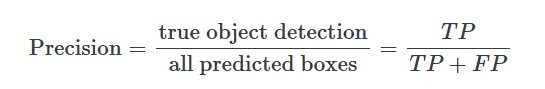 Precision = true object detection / all predicted boxes = TP / TP + FP